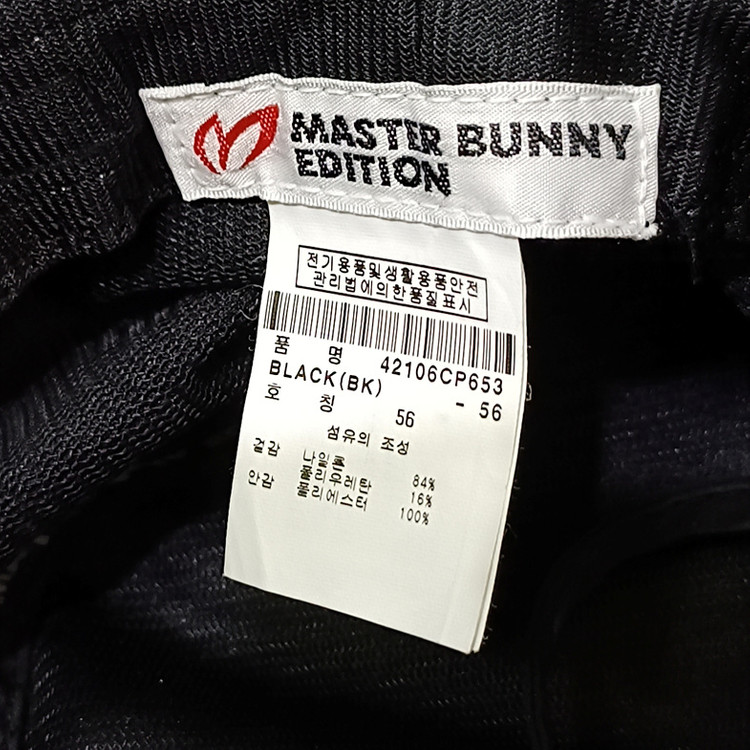 MASTER BUNNY
EDITION
전기용품및생활용품안전
관리법에의한품질표시
품 명 42106CP653
BLACK(BK) - 56
호 칭 56
섬유의 조성
겉감 나일론 84%
폴리우레탄 16%
안감 폴리에스터 100%